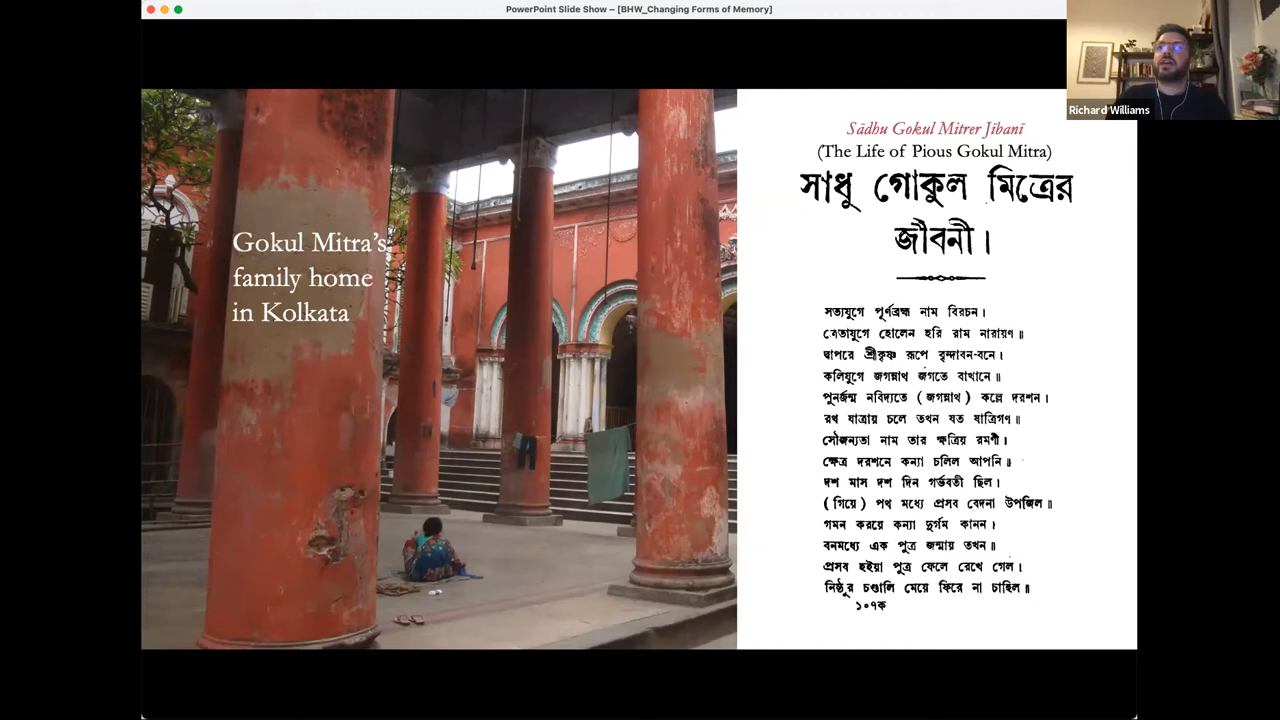 PowerPoint Slide Show – [BHW_Changing Forms of Memory]
Richard Williams
Gokul Mitra’s
family home
in Kolkata
Sādhu Gokul Mitrer Jībanī
(The Life of Pious Gokul Mitra)
সাধু গোকুল মিত্রের
জীবনী।
সত্যযুগে পূর্ণব্রহ্ম নাম বিরচন।
ত্রেতাযুগে হোলেন হরি রাম নারায়ণ॥
দ্বাপরে শ্রীকৃষ্ণ রূপে বৃন্দাবন-বনে।
কলিযুগে জগন্নাথ জগতে বাখানে॥
পুনর্জন্ম নবিদ্যতে (জগন্নাথ) কল্লে দরশন।
রথ যাত্রায় চলে তখন যত যাত্রিগণ॥
সৌজন্যতা নাম তার ক্ষত্রিয় রমণী।
ক্ষেত্র দরশনে কন্যা চলিল আপনি॥
দশ মাস দশ দিন গর্ভবতী ছিল।
(গিয়ে) পথ মধ্যে প্রসব বেদনা উপজিল॥
গমন করয়ে কন্যা দুর্গম কানন।
বনমধ্যে এক পুত্র জন্মায় তখন॥
প্রসব হইয়া পুত্র ফেলে রেখে গেল।
নিষ্ঠুর চণ্ডালি মেয়ে ফিরে না চাহিল॥
১০৭ক